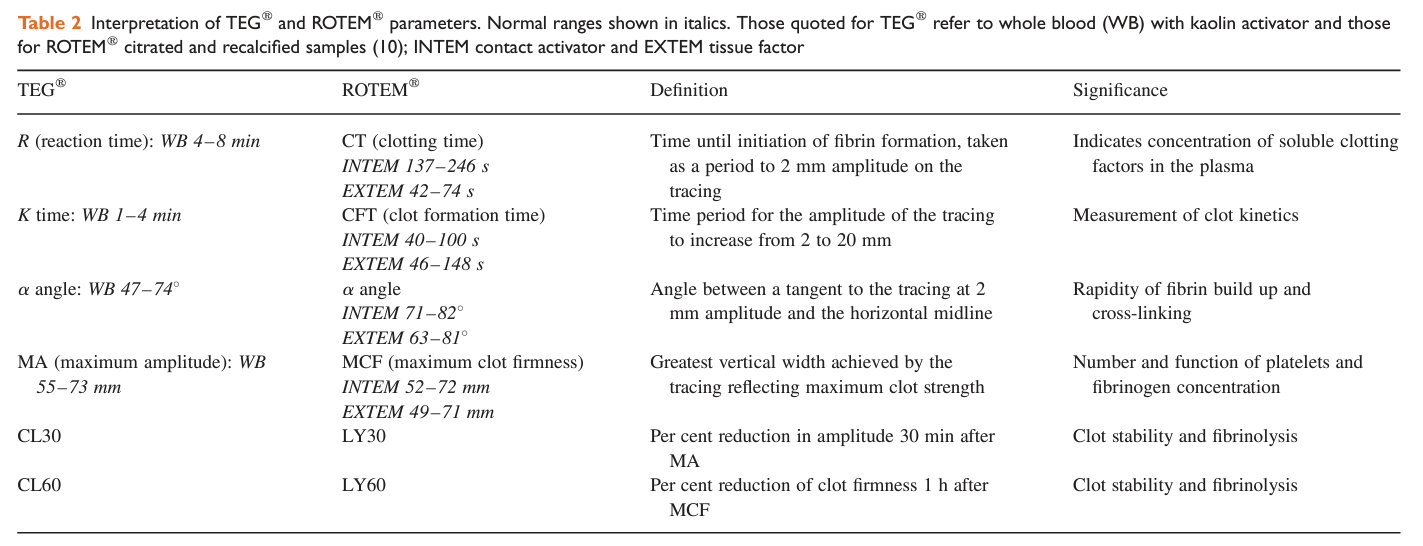 Table 2 Interpretation of TEG® and ROTEM® parameters. Normal ranges shown in italics. Those quoted for TEG® refer to whole blood (WB) with kaolin activator and those
for ROTEM® citrated and recalcified samples (10); INTEM contact activator and EXTEM tissue factor
TEG® ROTEM® Definition Significance
R (reaction time): WB 4–8 min CT (clotting time) Time until initiation of fibrin formation, taken Indicates concentration of soluble clotting
INTEM 137–246 s as a period to 2 mm amplitude on the factors in the plasma
EXTEM 42–74 s tracing
K time: WB 1–4 min CFT (clot formation time) Time period for the amplitude of the tracing Measurement of clot kinetics
INTEM 40–100 s to increase from 2 to 20 mm
EXTEM 46–148 s
α angle: WB 47–74° α angle Angle between a tangent to the tracing at 2 Rapidity of fibrin build up and
INTEM 71–82° mm amplitude and the horizontal midline cross-linking
EXTEM 63–81°
MA (maximum amplitude): WB MCF (maximum clot firmness) Greatest vertical width achieved by the Number and function of platelets and
55–73 mm INTEM 52–72 mm tracing reflecting maximum clot strength fibrinogen concentration
EXTEM 49–71 mm
CL30 LY30 Per cent reduction in amplitude 30 min after Clot stability and fibrinolysis
MA
CL60 LY60 Per cent reduction of clot firmness 1 h after Clot stability and fibrinolysis
MCF